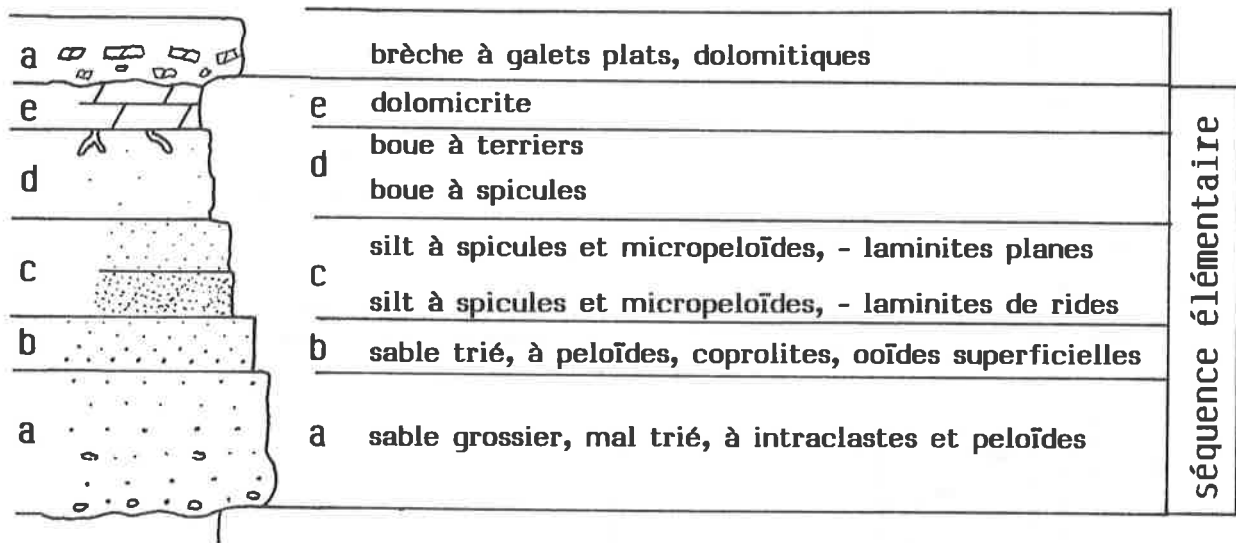 a brèche à galets plats, dolomitiques
e e dolomicrite
d d boue à terriers
boue à spicules
c c silt à spicules et micropeloïdes, - laminites planes
silt à spicules et micropeloïdes, - laminites de rides
b b sable trié, à peloïdes, coprolites, ooïdes superficielles
a a sable grossier, mal trié, à intraclastes et peloïdes
séquence élémentaire